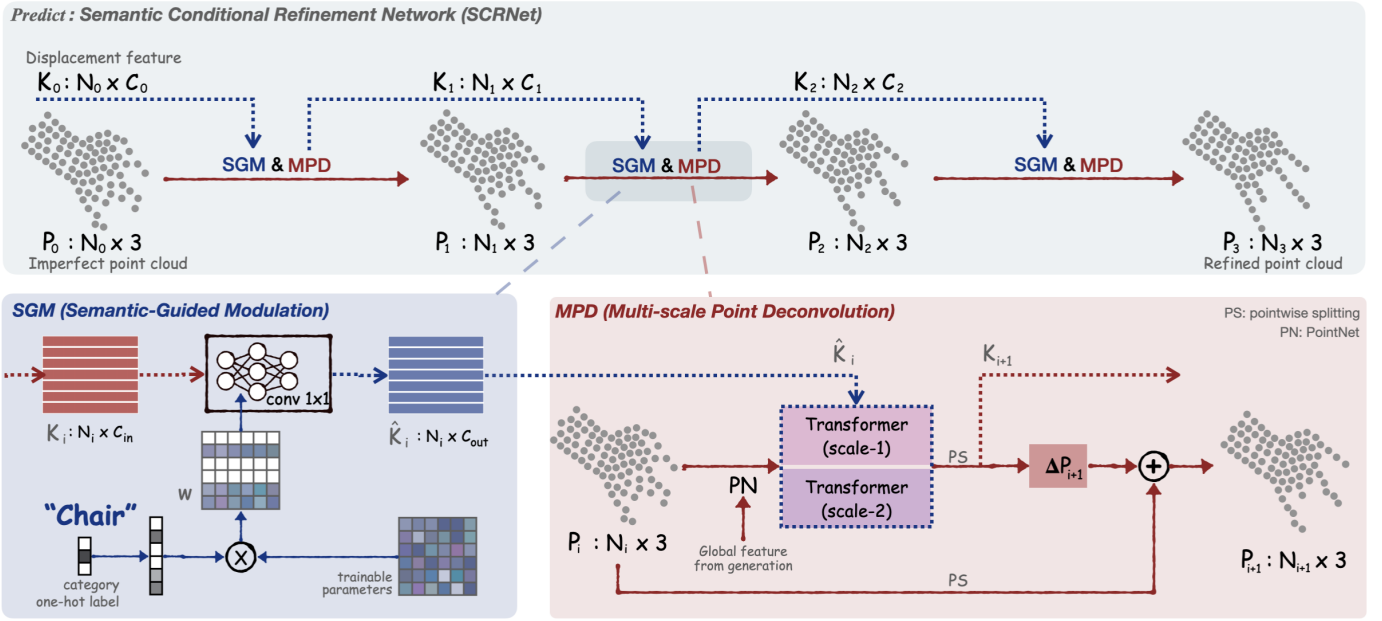 Predict : Semantic Conditional Refinement Network (SCRNet)
Displacement feature
K₀ : N₀ x C₀
K₁ : N₁ x C₁
K₂ : N₂ x C₂
SGM & MPD
SGM & MPD
SGM & MPD
P₀ : N₀ x 3
P₁ : N₁ x 3
P₂ : N₂ x 3
P₃ : N₃ x 3
Imperfect point cloud
Refined point cloud
SGM (Semantic-Guided Modulation)
conv 1x1
K i : Nᵢ x Cin
K̂ i : Nᵢ x Cout
W
"Chair"
X
category
one-hot label
trainable
parameters
MPD (Multi-scale Point Deconvolution)
PS: pointwise splitting
PN: PointNet
K̂ i
Ki+1
Transformer
(scale-1)
Transformer
(scale-2)
PS
ΔPi+1
+
PN
Global feature
from generation
Pᵢ : Nᵢ x 3
PS
Pi+1 : Ni+1 x 3